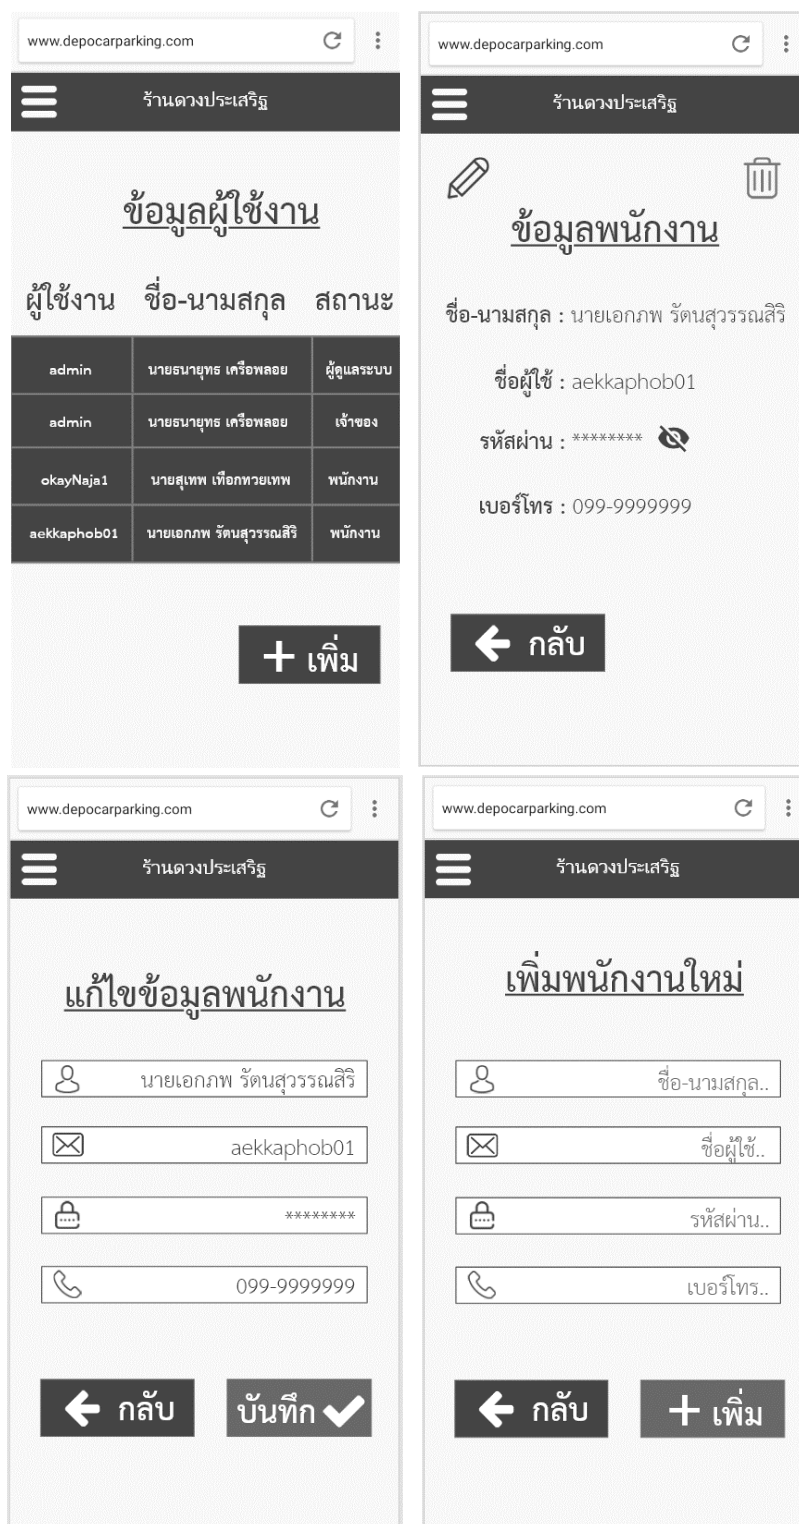 www.depocarparking.com
ร้านดวงประเสริฐ
ข้อมูลผู้ใช้งาน
ผู้ใช้งาน ชื่อ-นามสกุล สถานะ
admin นายธนายุทธ เครือพลอย ผู้ดูแลระบบ
admin นายธนายุทธ เครือพลอย เจ้าของ
okayNaja1 นายสุเทพ เทือกทวยเทพ พนักงาน
aekkaphob01 นายเอกภพ รัตนสุวรรณสิริ พนักงาน
+ เพิ่ม
www.depocarparking.com
ร้านดวงประเสริฐ
ข้อมูลพนักงาน
ชื่อ-นามสกุล : นายเอกภพ รัตนสุวรรณสิริ
ชื่อผู้ใช้ : aekkaphob01
รหัสผ่าน : ********
เบอร์โทร : 099-9999999
กลับ
www.depocarparking.com
ร้านดวงประเสริฐ
แก้ไขข้อมูลพนักงาน
นายเอกภพ รัตนสุวรรณสิริ
aekkaphob01
********
099-9999999
กลับ บันทึก
www.depocarparking.com
ร้านดวงประเสริฐ
เพิ่มพนักงานใหม่
ชื่อ-นามสกุล..
ชื่อผู้ใช้..
รหัสผ่าน..
เบอร์โทร..
กลับ + เพิ่ม